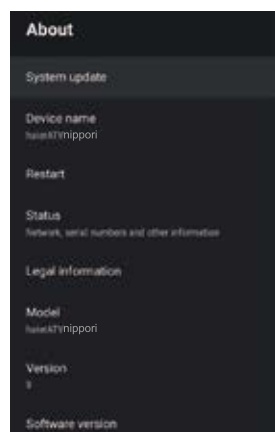 About
System update
Device name
nippori
Restart
Status
Network, serial numbers and other information
Legal information
Model
nippori
Version
9
Software version